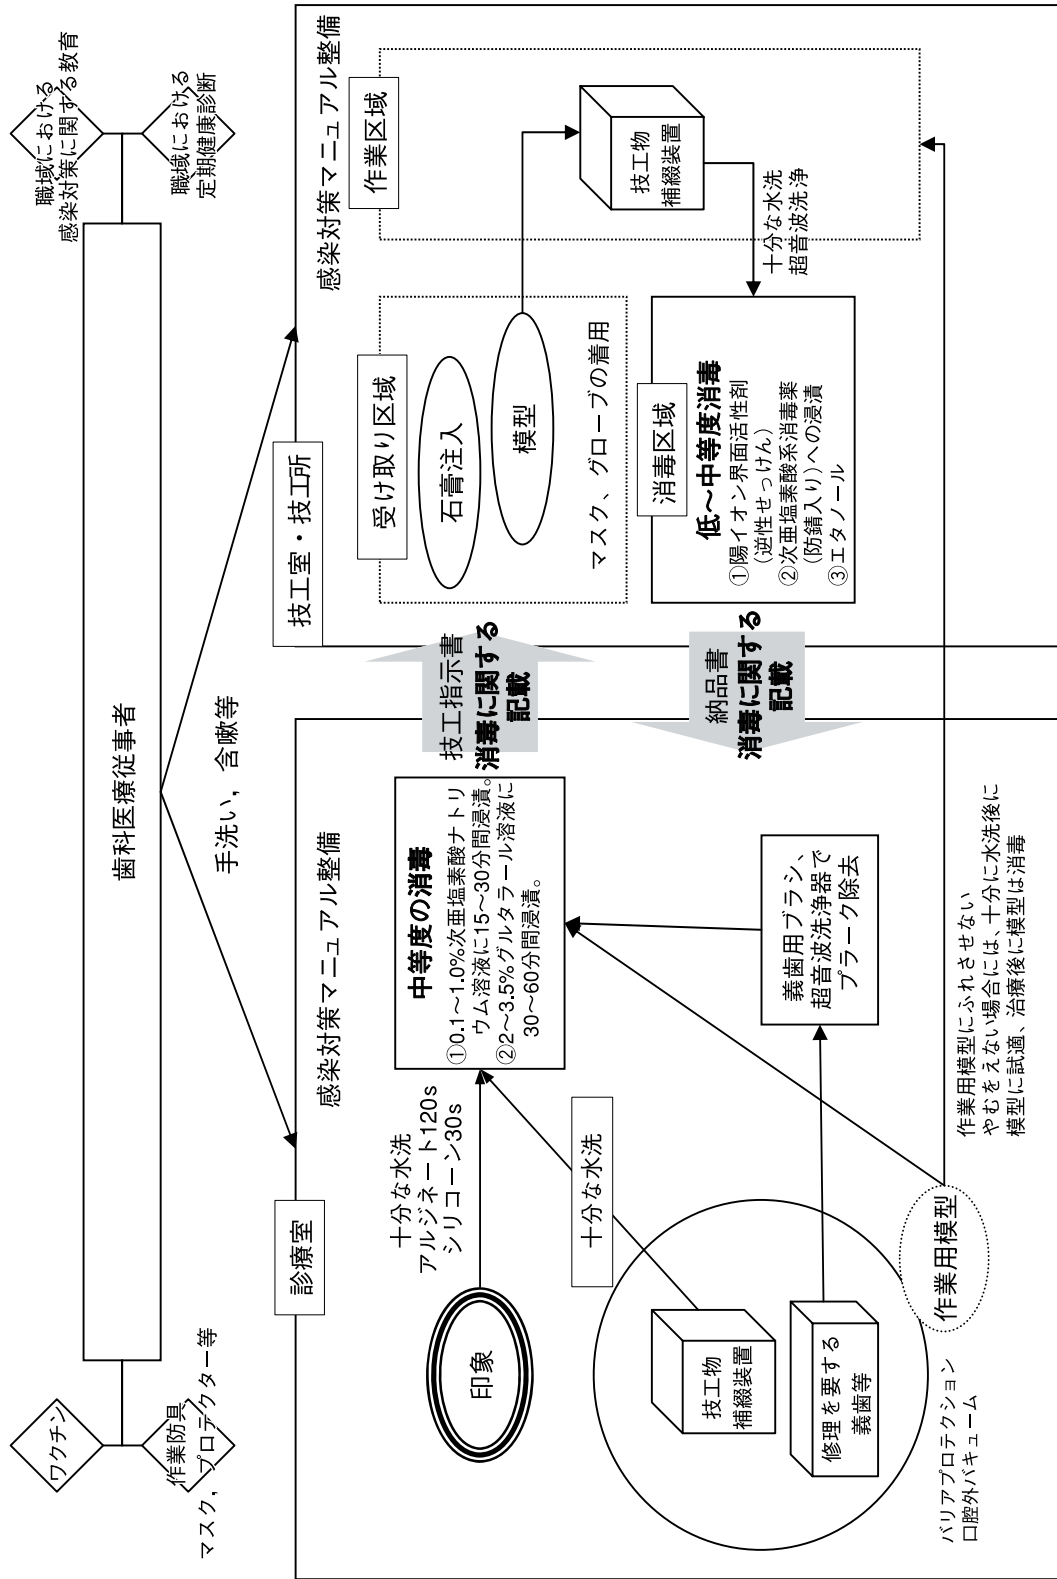 ワクチン
作業防具
マスク，プロテクター等
歯科医療従事者
職域における
感染対策に関する教育
職域における
定期健康診断
手洗い，含嗽等
診療室
感染対策マニュアル整備
印象
十分な水洗
アルジネート120s
シリコーン30s
中等度の消毒
①0.1～1.0%次亜塩素酸ナトリ
ウム溶液に15～30分間浸漬。
②2～3.5%グルタラール溶液に
30～60分間浸漬。
十分な水洗
技工物
補綴装置
修理を要する
義歯等
義歯用ブラシ、
超音波洗浄器で
プラーク除去
作業用模型
バリアプロテクション
口腔外バキューム
作業用模型にふれさせない
やむをえない場合には、十分に水洗後に
模型に試適、治療後に模型は消毒
技工指示書
消毒に関する
記載
納品書
消毒に関する
記載
技工室・技工所
感染対策マニュアル整備
受け取り区域
石膏注入
模型
マスク、グローブの着用
作業区域
技工物
補綴装置
十分な水洗
超音波洗浄
消毒区域
低～中等度消毒
①陽イオン界面活性剤
（逆性せっけん）
②次亜塩素酸系消毒薬
（防錆入り）への浸漬
③エタノール